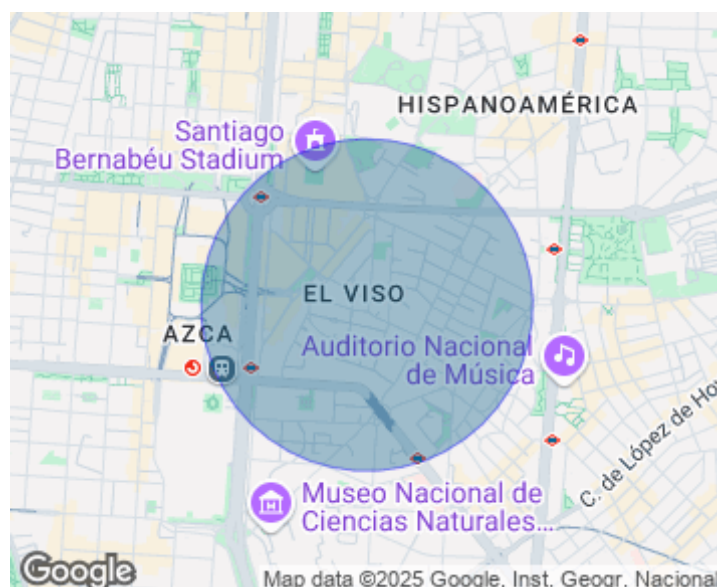 HISPANOAMÉRICA
Santiago
Bernabéu Stadium
EL VISO
AZCA
Auditorio Nacional
de Música
C. de López de Ho
Museo Nacional de
Ciencias Naturales...
Google
Map data ©2025 Google, Inst. Geogr. Nacional